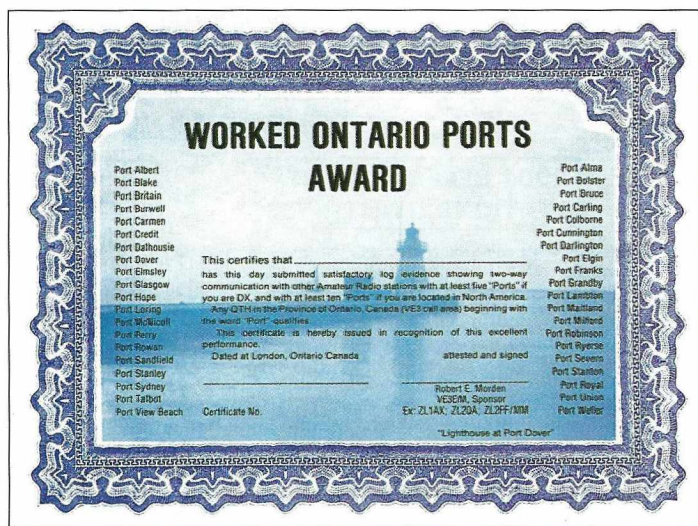 WORKED ONTARIO PORTS
AWARD
Port Albert
Port Blake
Port Britain
Port Burwell
Port Carmen
Port Credit
Port Dalhousie
Port Dover
Port Elmsley
Port Glasgow
Port Hope
Port Loring
Port McNicoll
Port Perry
Port Rowan
Port Sandfield
Port Stanley
Port Sydney
Port Talbot
Port View Beach
This certifies that
has this day submitted satisfactory log evidence showing two-way
communication with other Amateur Radio stations with at least five "Ports" if
you are DX, and with at least ten "Ports" if you are located in North America.
Any QTH in the Province of Ontario, Canada (VE3 call area) beginning with
the word "Port" qualifies.
This certificate is hereby issued in recognition of this excellent
performance.
Dated at London, Ontario Canada
attested and signed
Robert E. Morden
VE3EIM, Sponsor
Certificate No.
Ex: ZL1AX; ZL2OA; ZL2FF/MM
"Lighthouse at Port Dover"
Port Alma
Port Bolster
Port Bruce
Port Carling
Port Colborne
Port Cunnington
Port Darlington
Port Elgin
Port Franks
Port Grandby
Port Lambton
Port Maitland
Port Milford
Port Robinson
Port Ryerse
Port Severn
Port Stanton
Port Royal
Port Union
Port Weller